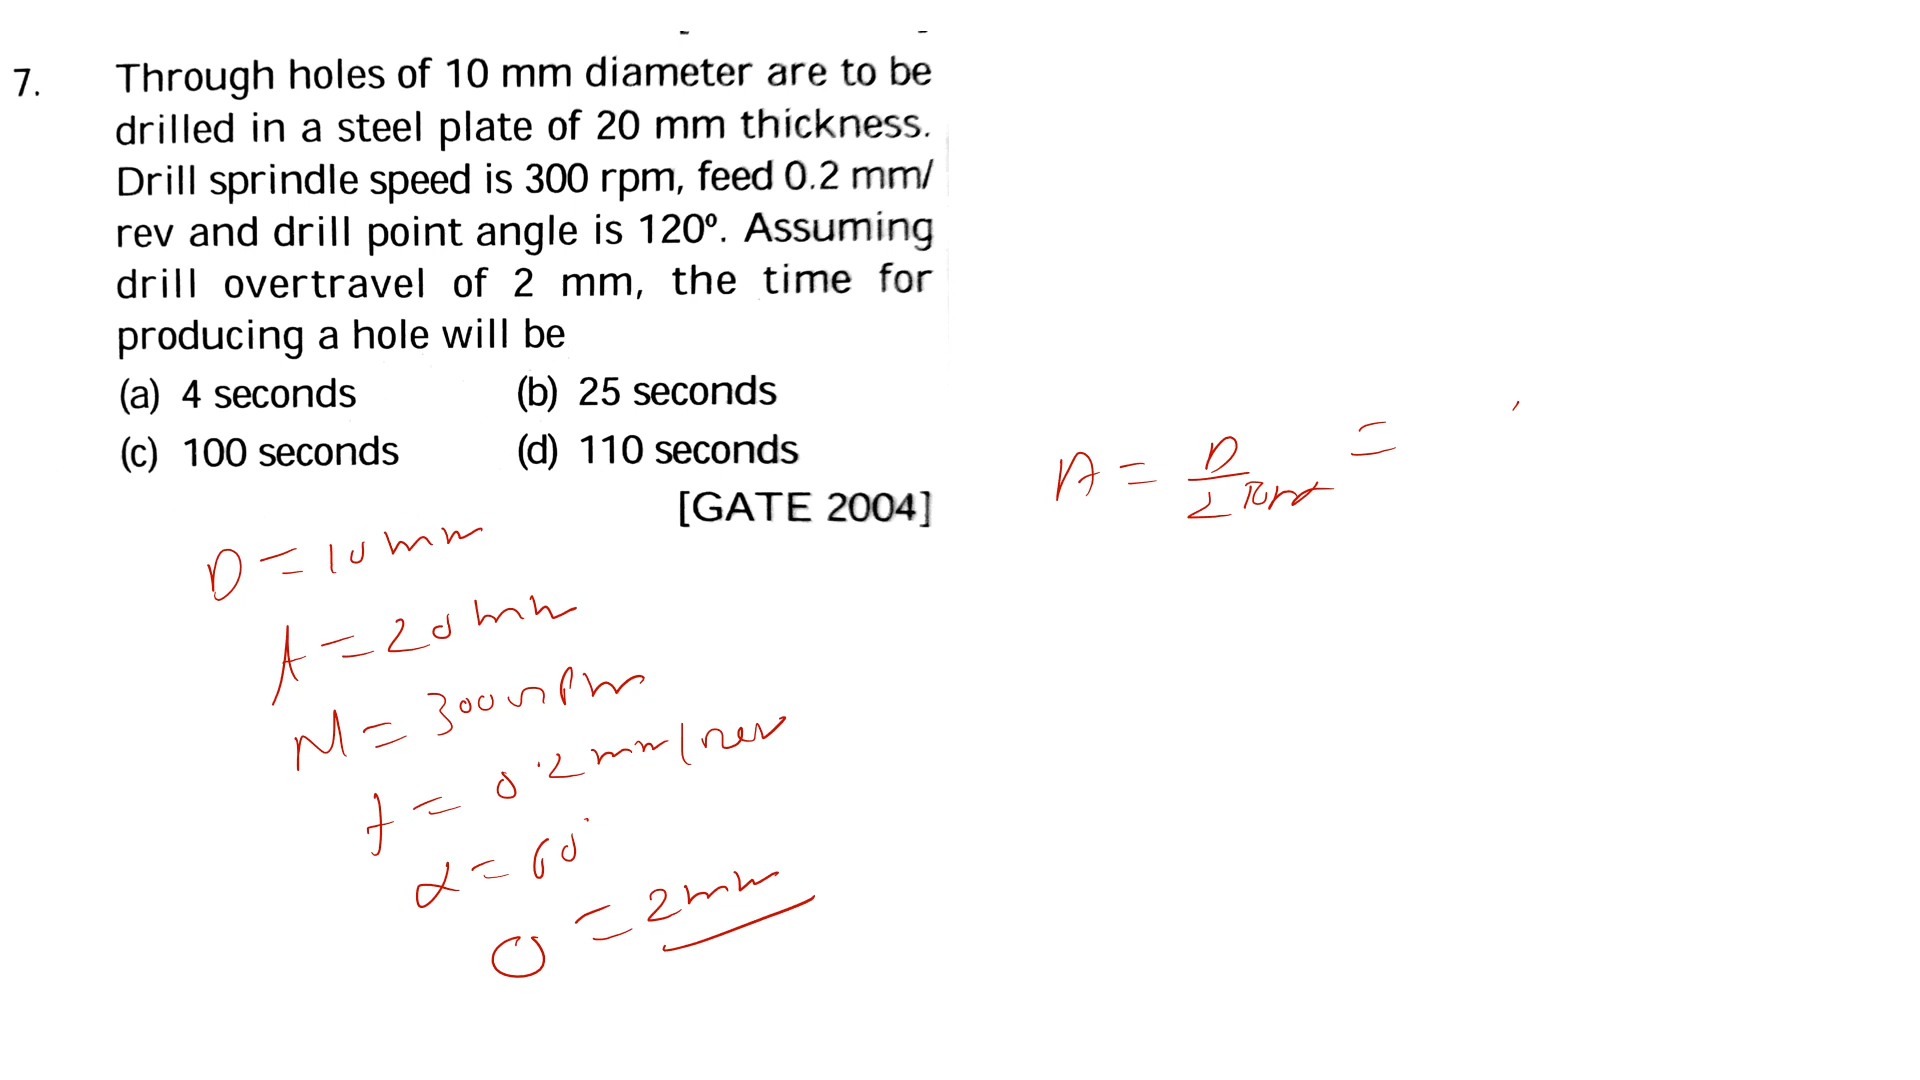 7. Through holes of 10 mm diameter are to be
drilled in a steel plate of 20 mm thickness.
Drill sprindle speed is 300 rpm, feed 0.2 mm/
rev and drill point angle is 120º. Assuming
drill overtravel of 2 mm, the time for
producing a hole will be
(a) 4 seconds (b) 25 seconds
(c) 100 seconds (d) 110 seconds
[GATE 2004]
D = 10 mm
t = 20 mm
N = 300 rpm
f = 0.2 mm/rev
α = 60°
O = 2 mm
A = D / 2 tanα =